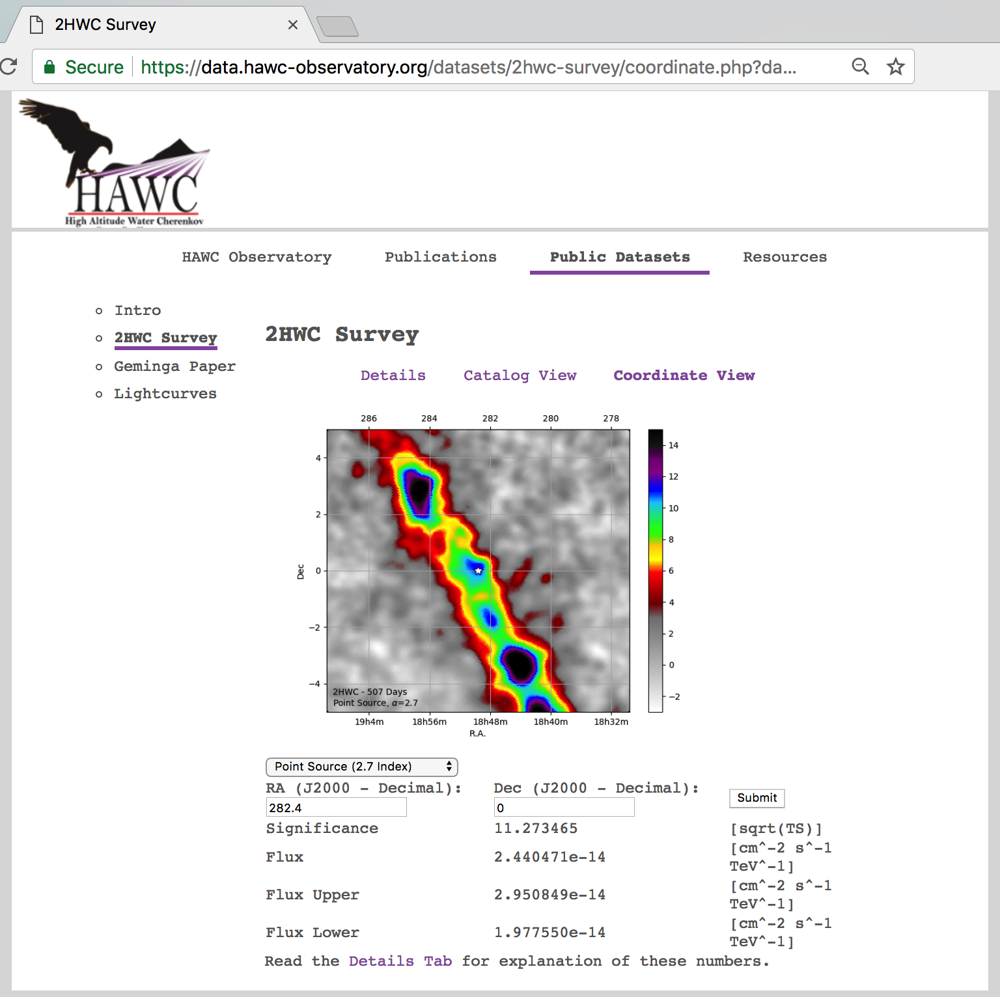 2HWC Survey
Secure https://data.hawc-observatory.org/datasets/2hwc-survey/coordinate.php?da...
HAWC
High Altitude Water Cherenkov
HAWC Observatory Publications Public Datasets Resources
Intro
2HWC Survey
Geminga Paper
Lightcurves
2HWC Survey
Details Catalog View Coordinate View
286 284 282 280 278
4
2
0
−2
−4
Dec
2HWC - 507 Days
Point Source, α=2.7
19h4m 18h56m 18h48m 18h40m 18h32m
R.A.
14
12
10
8
6
4
2
0
−2
Point Source (2.7 Index)
RA (J2000 - Decimal): Dec (J2000 - Decimal):
282.4 0 Submit
Significance 11.273465 [sqrt(TS)]
Flux 2.440471e-14 [cm^-2 s^-1
TeV^-1]
Flux Upper 2.950849e-14 [cm^-2 s^-1
TeV^-1]
Flux Lower 1.977550e-14 [cm^-2 s^-1
TeV^-1]
Read the Details Tab for explanation of these numbers.